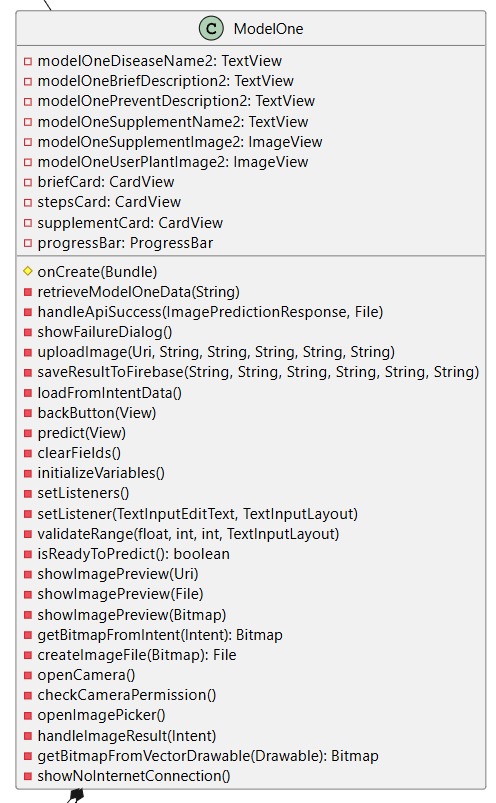 C ModelOne
modelOneDiseaseName2: TextView
modelOneBriefDescription2: TextView
modelOnePreventDescription2: TextView
modelOneSupplementName2: TextView
modelOneSupplementImage2: ImageView
modelOneUserPlantImage2: ImageView
briefCard: CardView
stepsCard: CardView
supplementCard: CardView
progressBar: ProgressBar
onCreate(Bundle)
retrieveModelOneData(String)
handleApiSuccess(ImagePredictionResponse, File)
showFailureDialog()
uploadImage(Uri, String, String, String, String, String)
saveResultToFirebase(String, String, String, String, String, String)
loadFromIntentData()
backButton(View)
predict(View)
clearFields()
initializeVariables()
setListeners()
setListener(TextInputEditText, TextInputLayout)
validateRange(float, int, int, TextInputLayout)
isReadyToPredict(): boolean
showImagePreview(Uri)
showImagePreview(File)
showImagePreview(Bitmap)
getBitmapFromIntent(Intent): Bitmap
createImageFile(Bitmap): File
openCamera()
checkCameraPermission()
openImagePicker()
handleImageResult(Intent)
getBitmapFromVectorDrawable(Drawable): Bitmap
showNoInternetConnection()